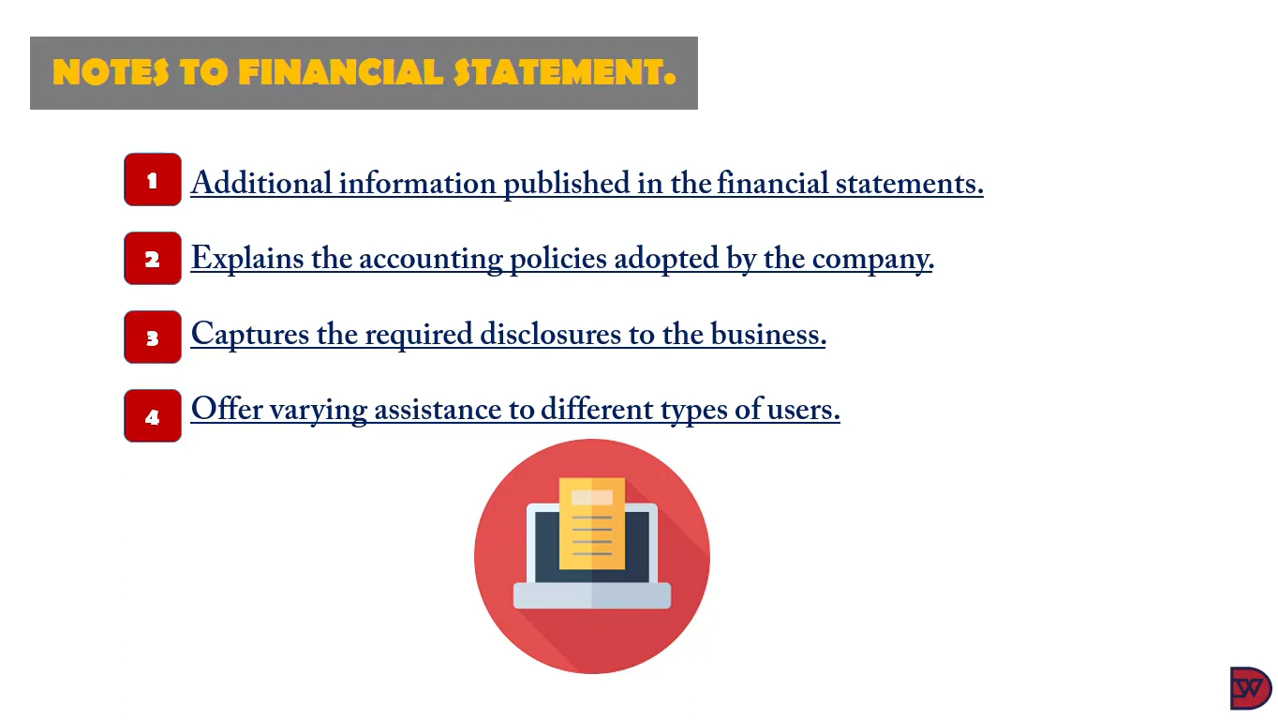 NOTES TO FINANCIAL STATEMENT.
1 Additional information published in the financial statements.
2 Explains the accounting policies adopted by the company.
3 Captures the required disclosures to the business.
4 Offer varying assistance to different types of users.
DW